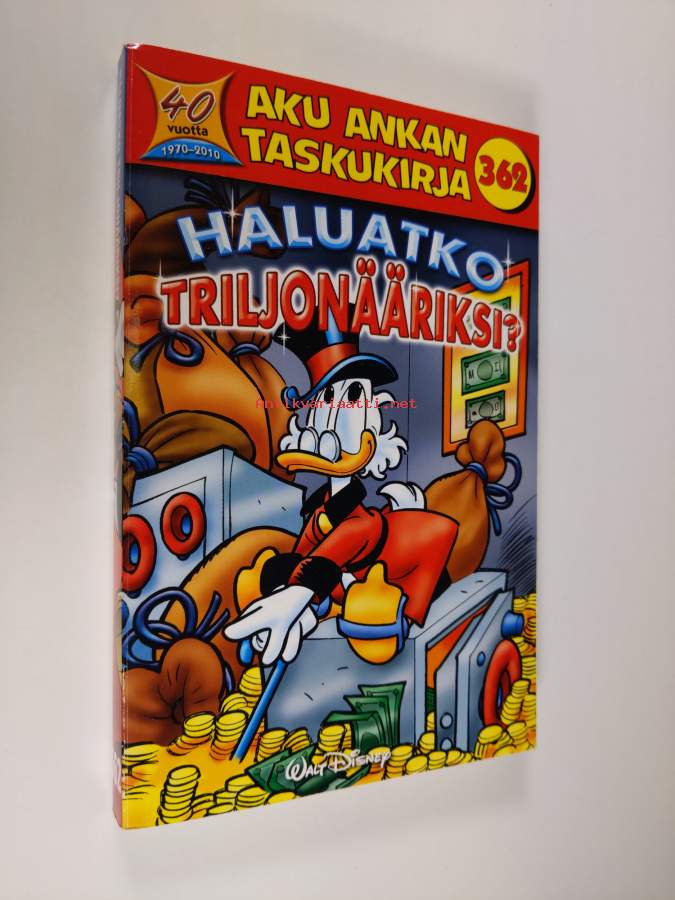 40
vuotta
1970-2010
AKU ANKAN
TASKUKIRJA
362
HALUATKO
TRILJONÄÄRIKSI?
antikvariaatti.net
WALT DISNEY